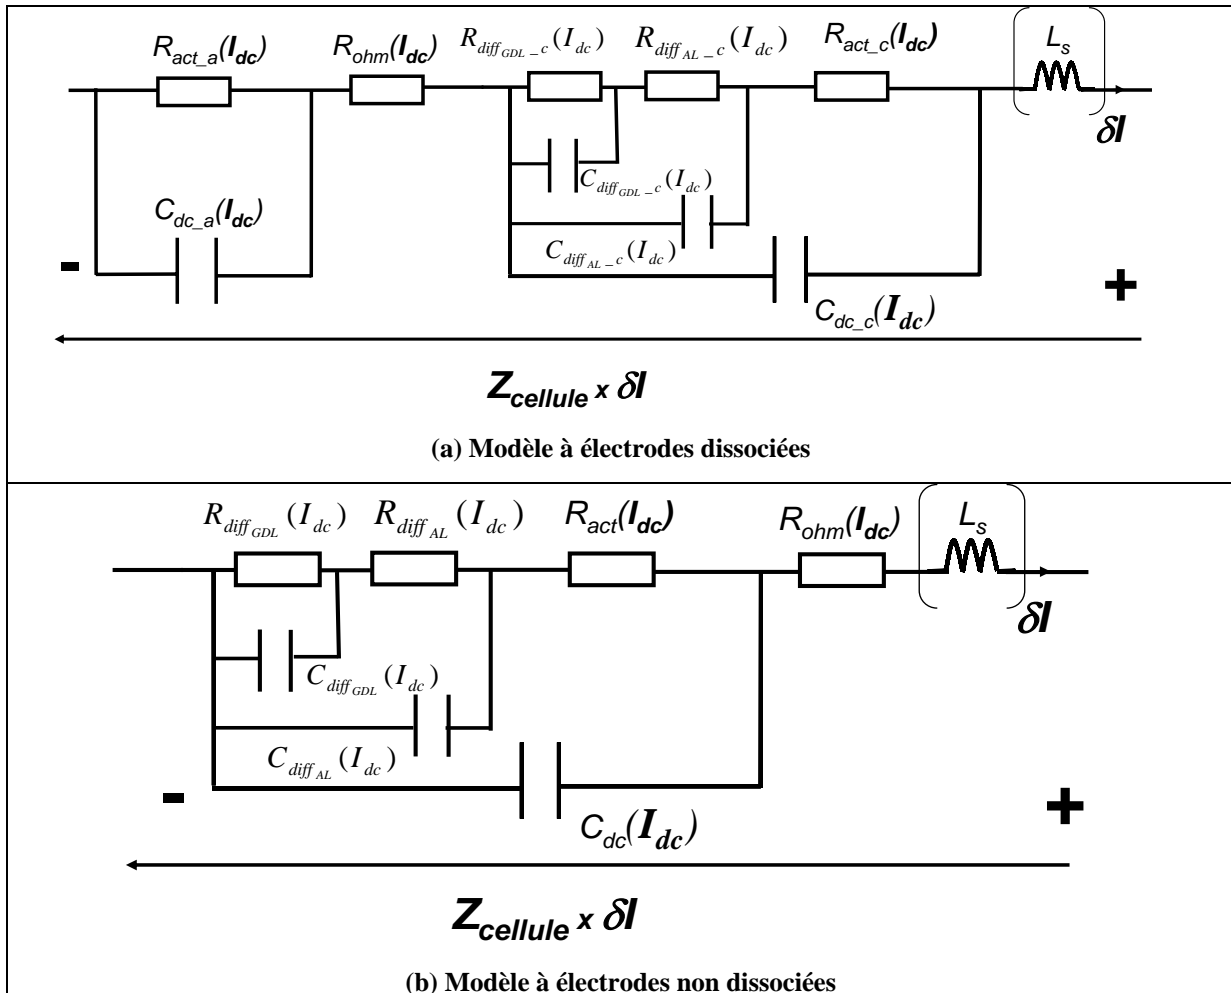 R_act_a(I_dc) R_ohm(I_dc) R_diff_GDL_c(I_dc) R_diff_AL_c(I_dc) R_act_c(I_dc) L_s
δI
C_diff_GDL_c(I_dc)
C_dc_a(I_dc)
C_diff_AL_c(I_dc)
- +
C_dc_c(I_dc)
Z_cellule x δI
(a) Modèle à électrodes dissociées
R_diff_GDL(I_dc) R_diff_AL(I_dc) R_act(I_dc) R_ohm(I_dc) L_s
δI
C_diff_GDL(I_dc)
C_diff_AL(I_dc)
- +
C_dc(I_dc)
Z_cellule x δI
(b) Modèle à électrodes non dissociées